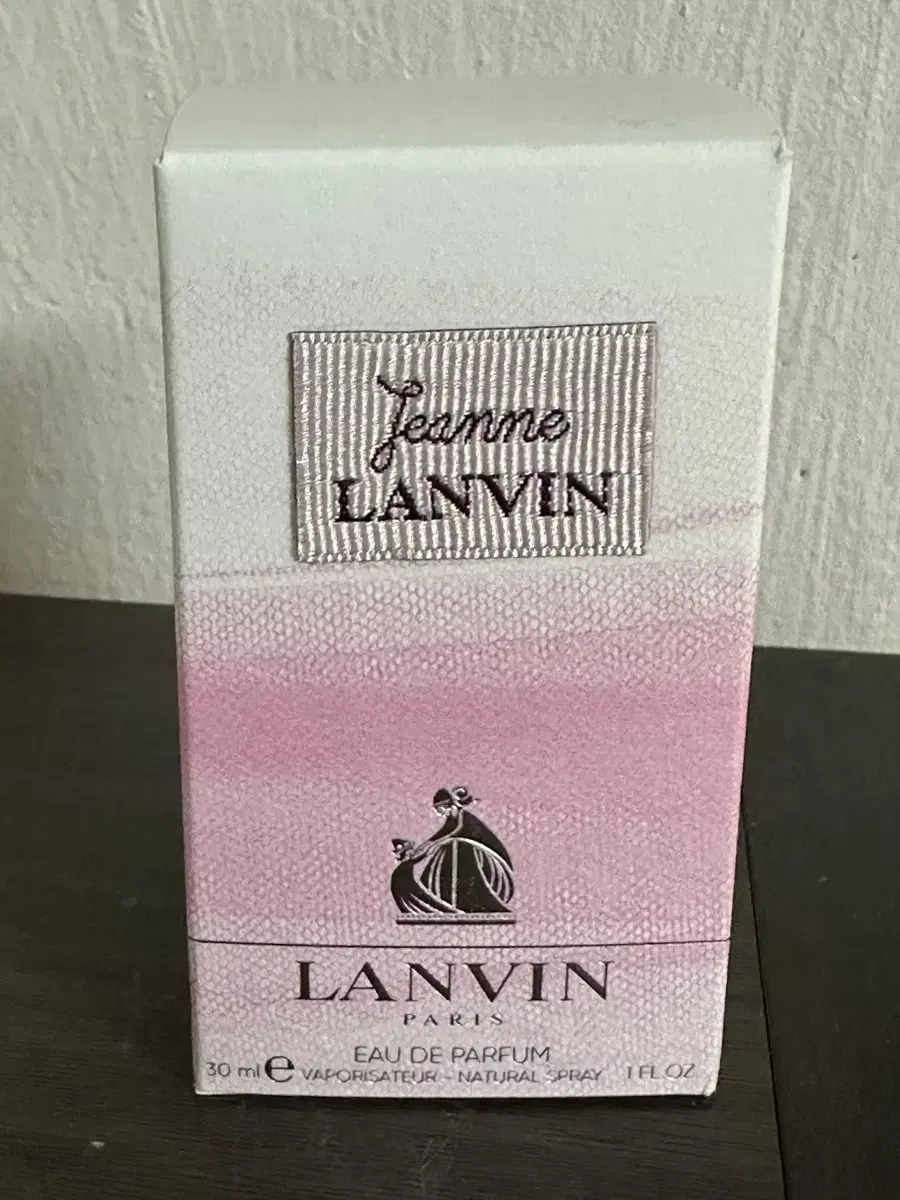 Jeanne
LANVIN
LANVIN
PARIS
EAU DE PARFUM
30 ml e VAPORISATEUR - NATURAL SPRAY 1 FL OZ